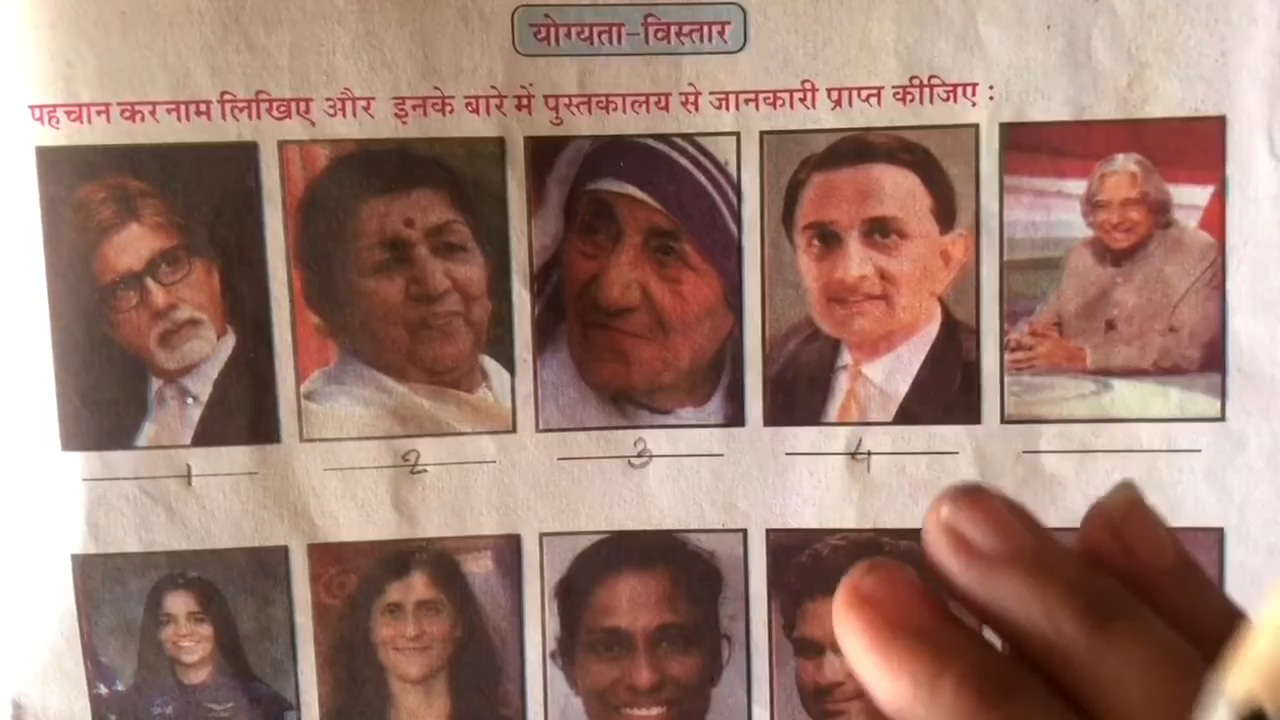 योग्यता-विस्तार
पहचान कर नाम लिखिए और इनके बारे में पुस्तकालय से जानकारी प्राप्त कीजिए :
1 2 3 4